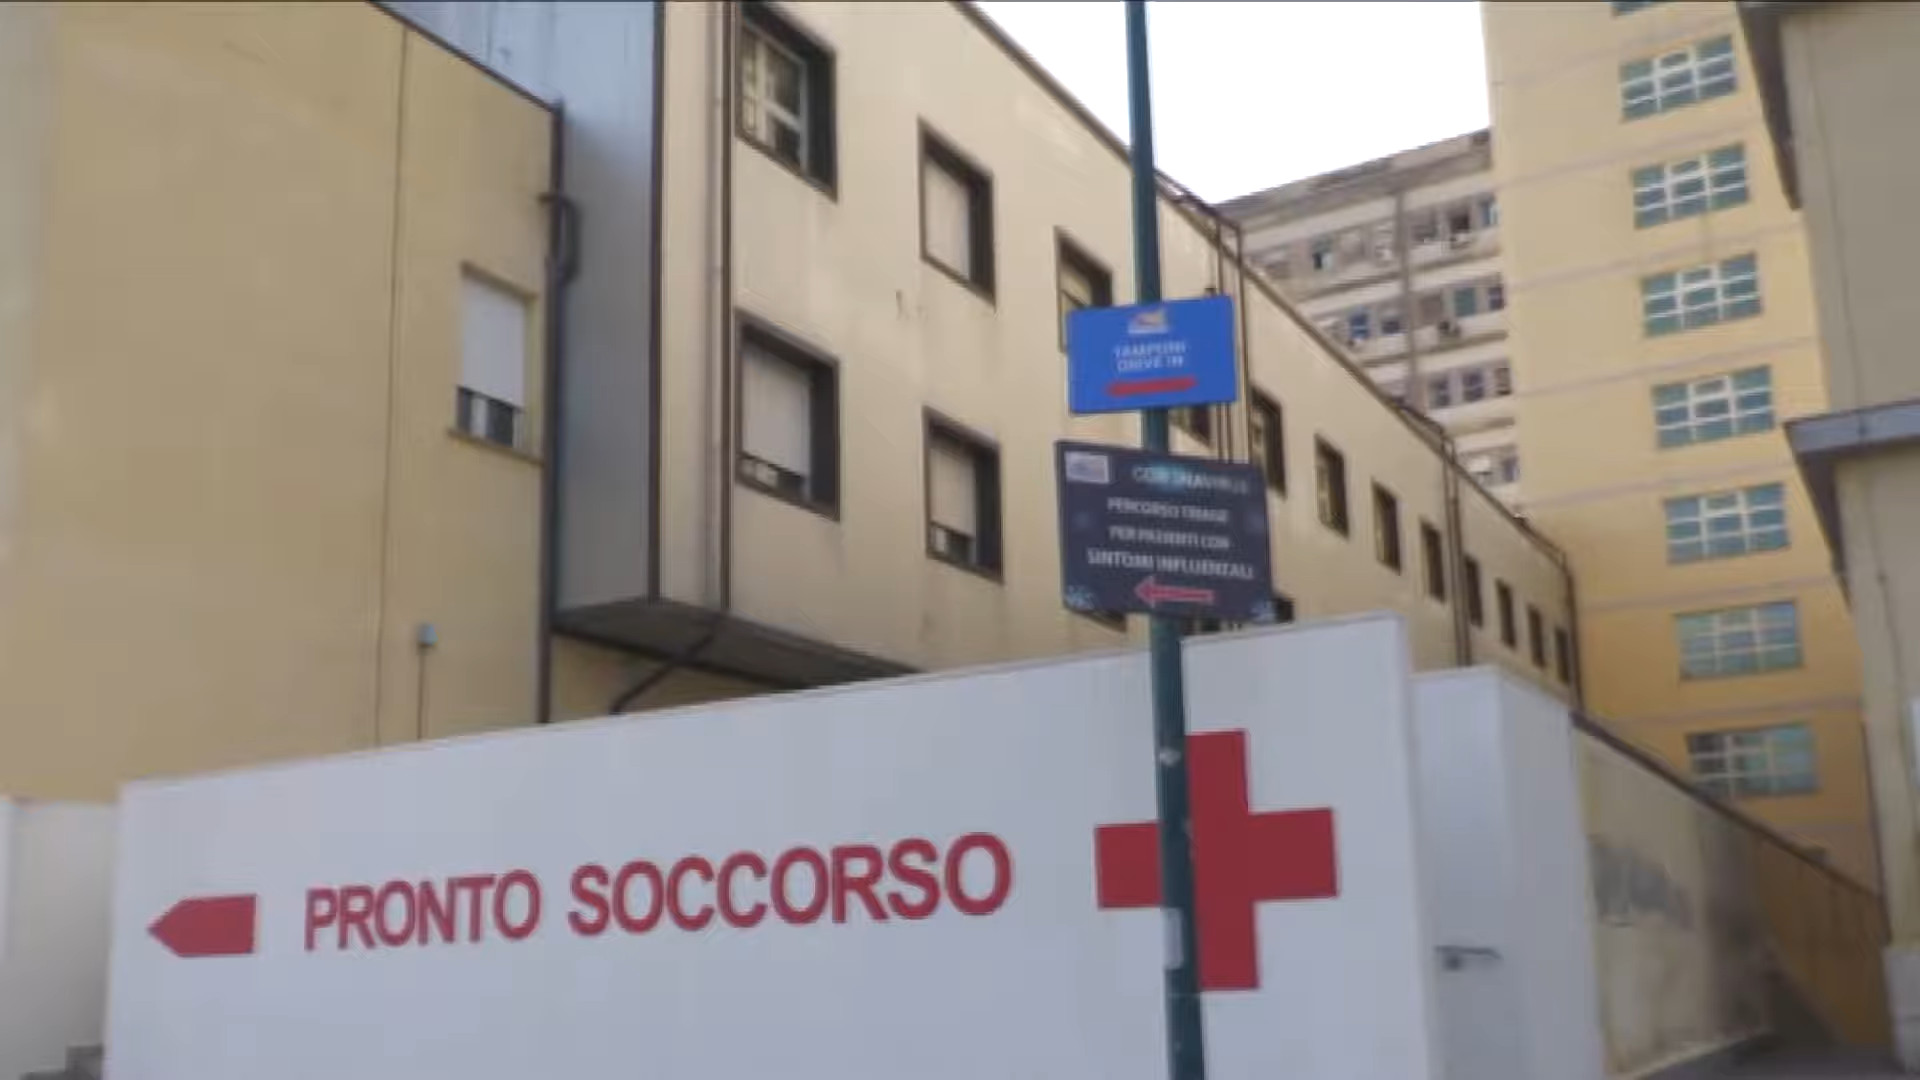 TAMPONI
DRIVE IN
CORONAVIRUS
PERCORSO TRIAGE
PER PAZIENTI CON
SINTOMI INFLUENZALI
PRONTO SOCCORSO